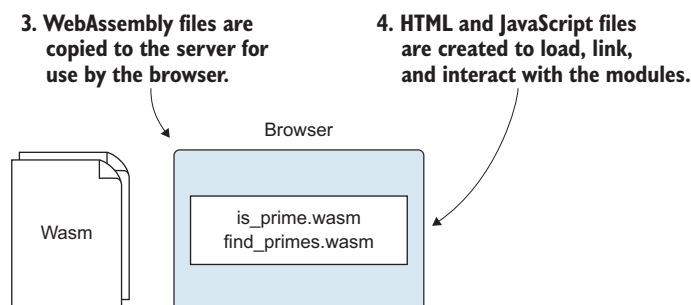 3. WebAssembly files are
copied to the server for
use by the browser.
4. HTML and JavaScript files
are created to load, link,
and interact with the modules.
Browser
Wasm
is_prime.wasm
find_primes.wasm